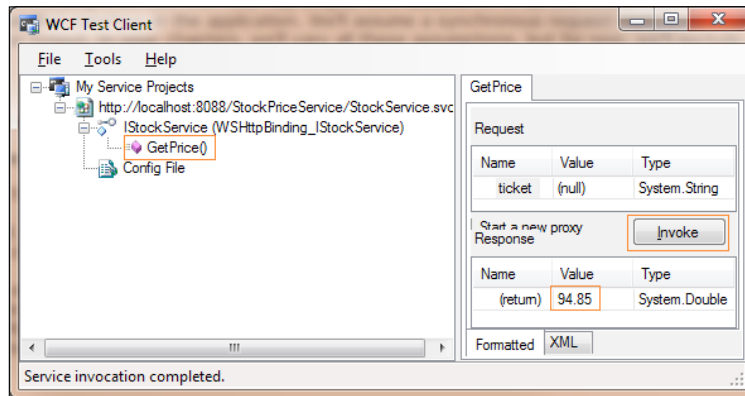 WCF Test Client
File Tools Help
My Service Projects
http://localhost:8088/StockPriceService/StockService.svc
IStockService (WSHttpBinding_IStockService)
GetPrice()
Config File
GetPrice
Request
Name Value Type
ticket (null) System.String
Start a new proxy
Invoke
Response
Name Value Type
(return) 94.85 System.Double
Formatted XML
Service invocation completed.